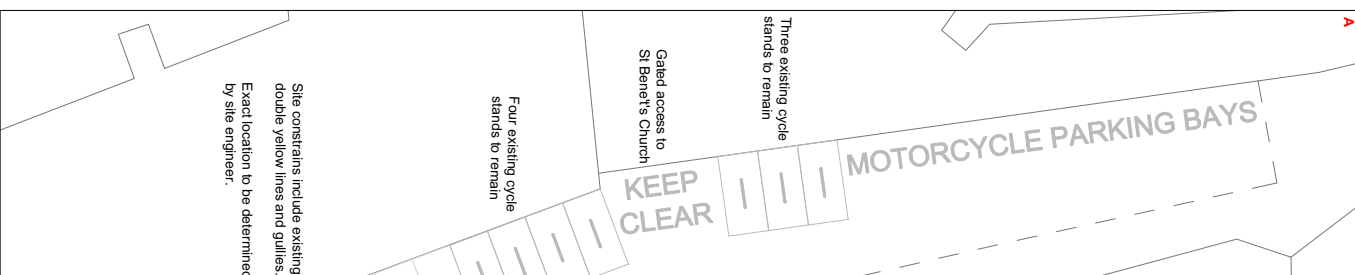 Site constrains include existing
double yellow lines and gullies.
Exact location to be determined
by site engineer.
Four existing cycle
stands to remain
Gated access to
St Benet's Church
Three existing cycle
stands to remain
KEEP
CLEAR
MOTORCYCLE PARKING BAYS
A